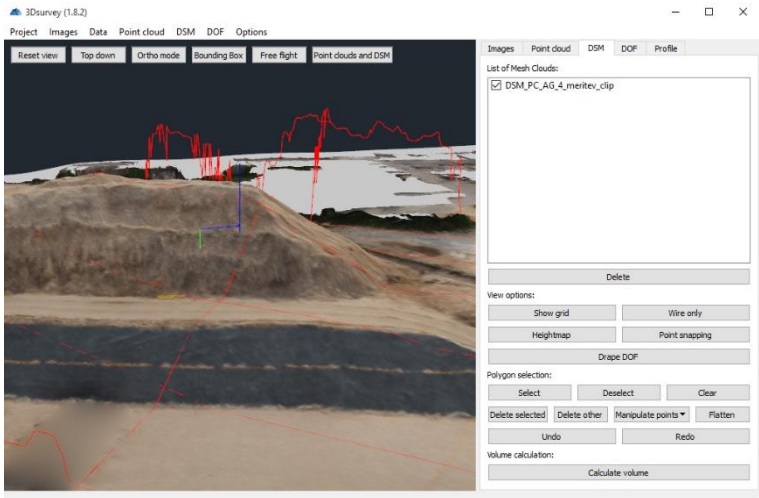 3Dsurvey (1.8.2)
Project Images Data Point cloud DSM DOF Options
Reset view Top down Ortho mode Bounding Box Free flight Point clouds and DSM
Images Point cloud DSM DOF Profile
List of Mesh Clouds:
DSM_PC_AG_4_meritev_clip
Delete
View options:
Show grid Wire only
Heightmap Point snapping
Drape DOF
Polygon selection:
Select Deselect Clear
Delete selected Delete other Manipulate points Flatten
Undo Redo
Volume calculation:
Calculate volume